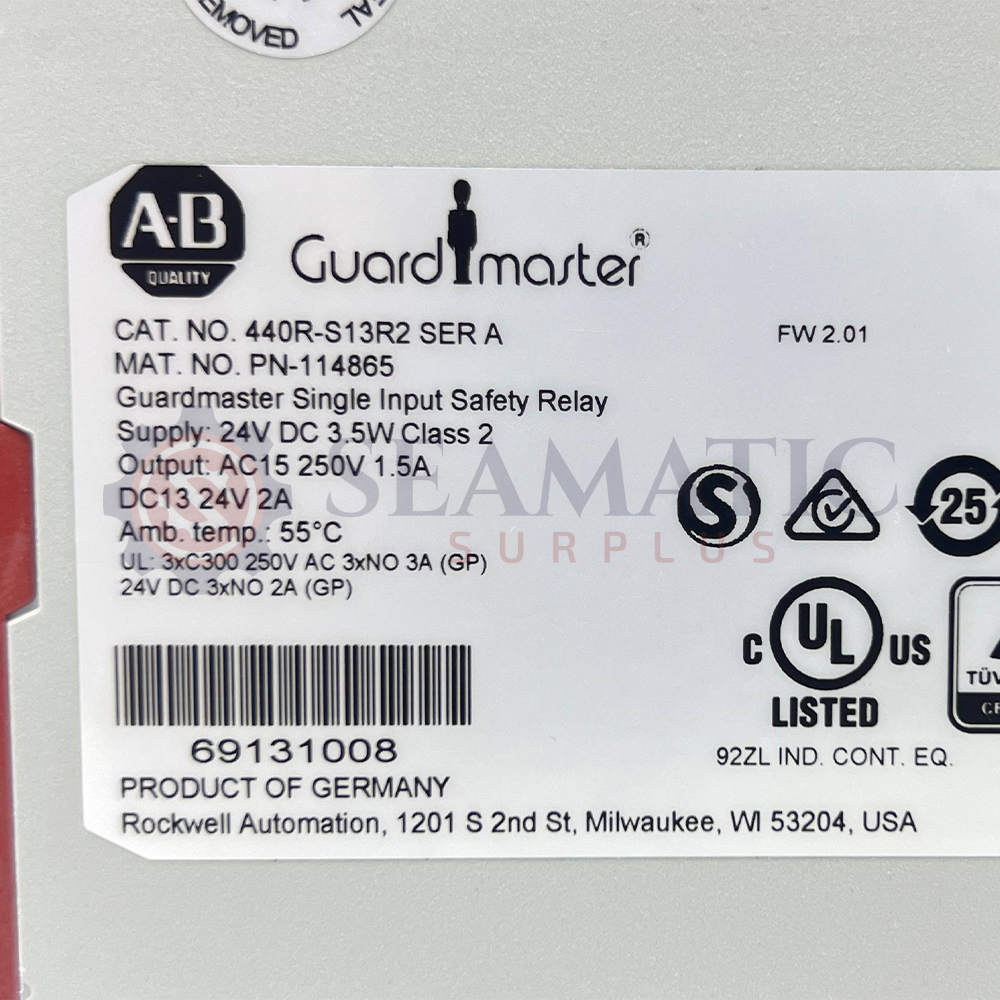 EMOVED
A-B
QUALITY
Guardmaster®
CAT. NO. 440R-S13R2 SER A
FW 2.01
MAT. NO. PN-114865
Guardmaster Single Input Safety Relay
Supply: 24V DC 3.5W Class 2
Output: AC15 250V 1.5A
DC13 24V 2A
Amb. temp.: 55°C
UL: 3xC300 250V AC 3xNO 3A (GP)
24V DC 3xNO 2A (GP)
SEAMATIC
SURPLUS
S
25
C UL US
LISTED
TÜV
92ZL IND. CONT. EQ.
69131008
PRODUCT OF GERMANY
Rockwell Automation, 1201 S 2nd St, Milwaukee, WI 53204, USA